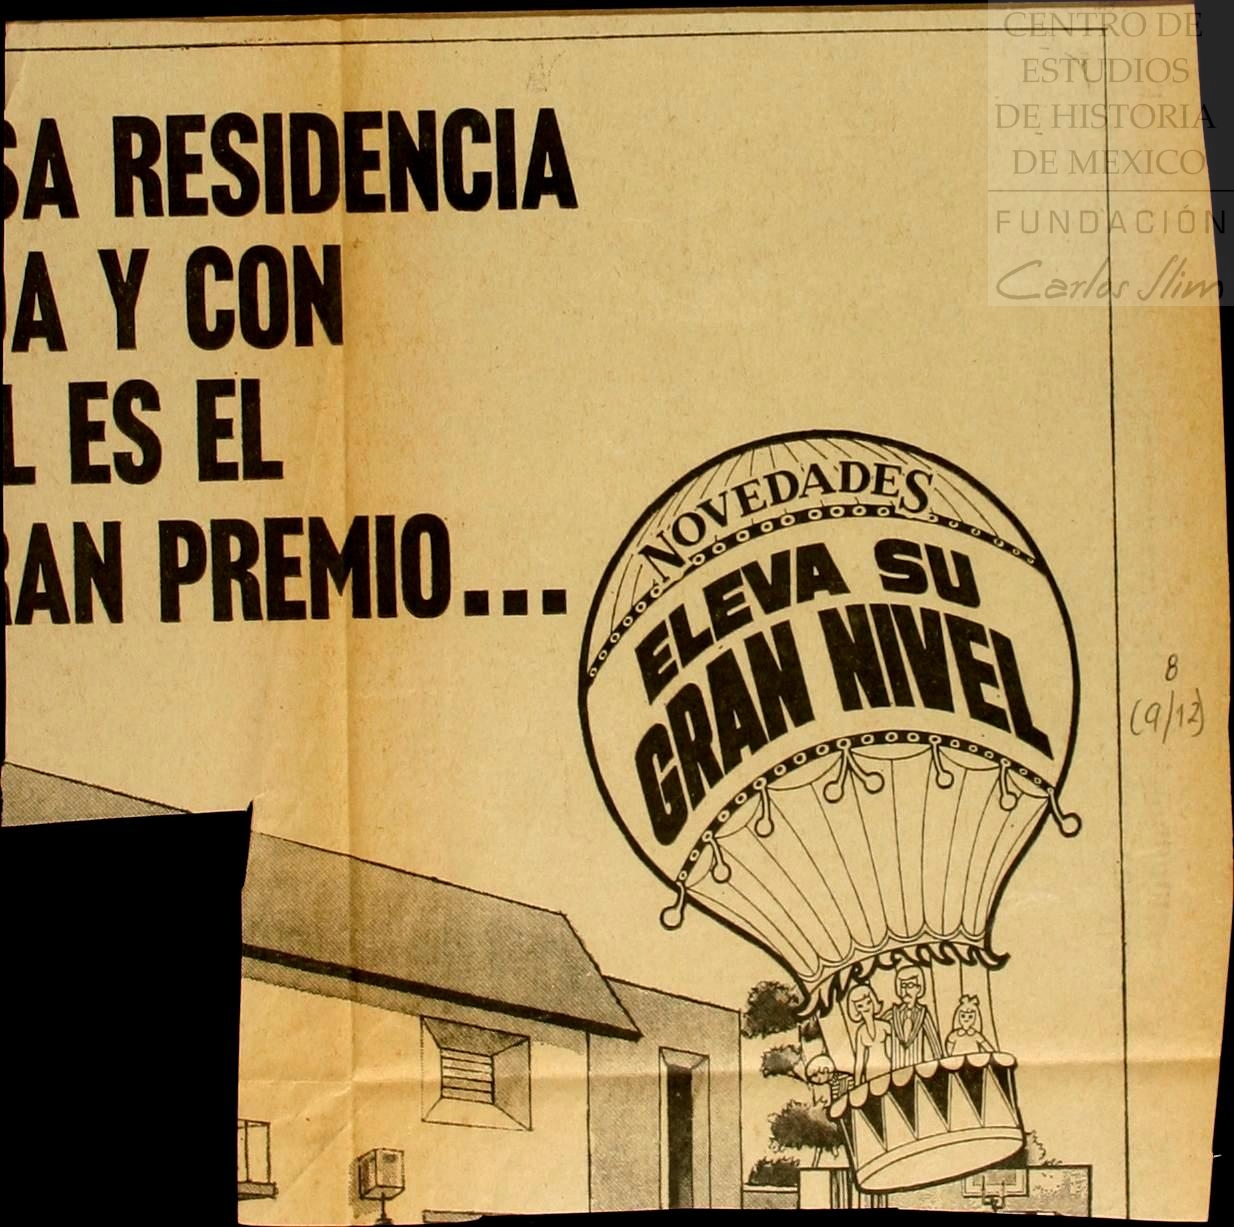 CENTRO DE
ESTUDIOS
DE HISTORIA
DE MEXICO
FUNDACIÓN
Carlos Slim
SA RESIDENCIA
A Y CON
L ES EL
RAN PREMIO...
NOVEDADES
ELEVA SU
GRAN NIVEL
8
(9/12)